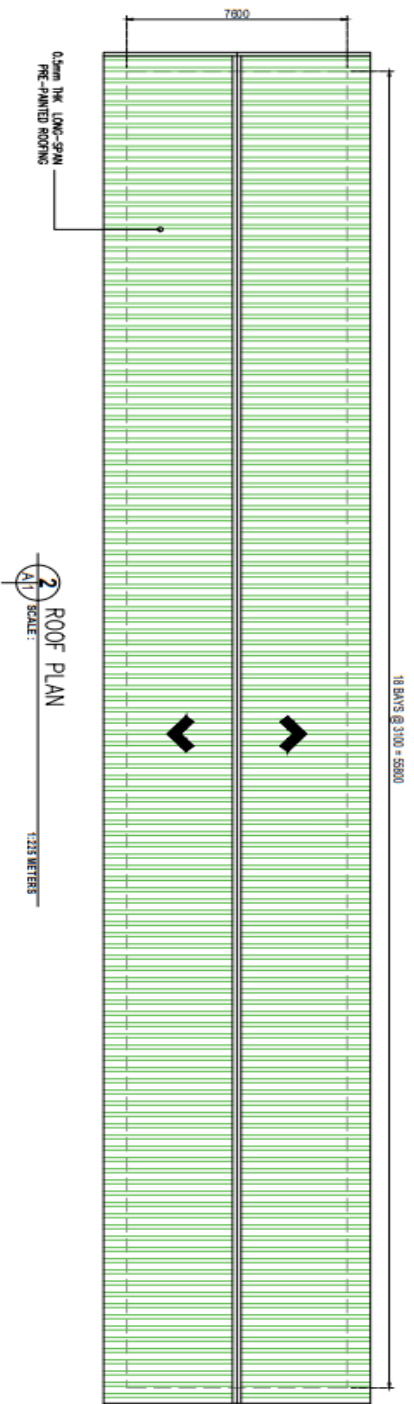 7600
18 BAYS @ 3100 = 55800
0.5mm THK LONG-SPAN
PRE-PAINTED ROOFING
2
A1
ROOF PLAN
SCALE :
1:225 METERS